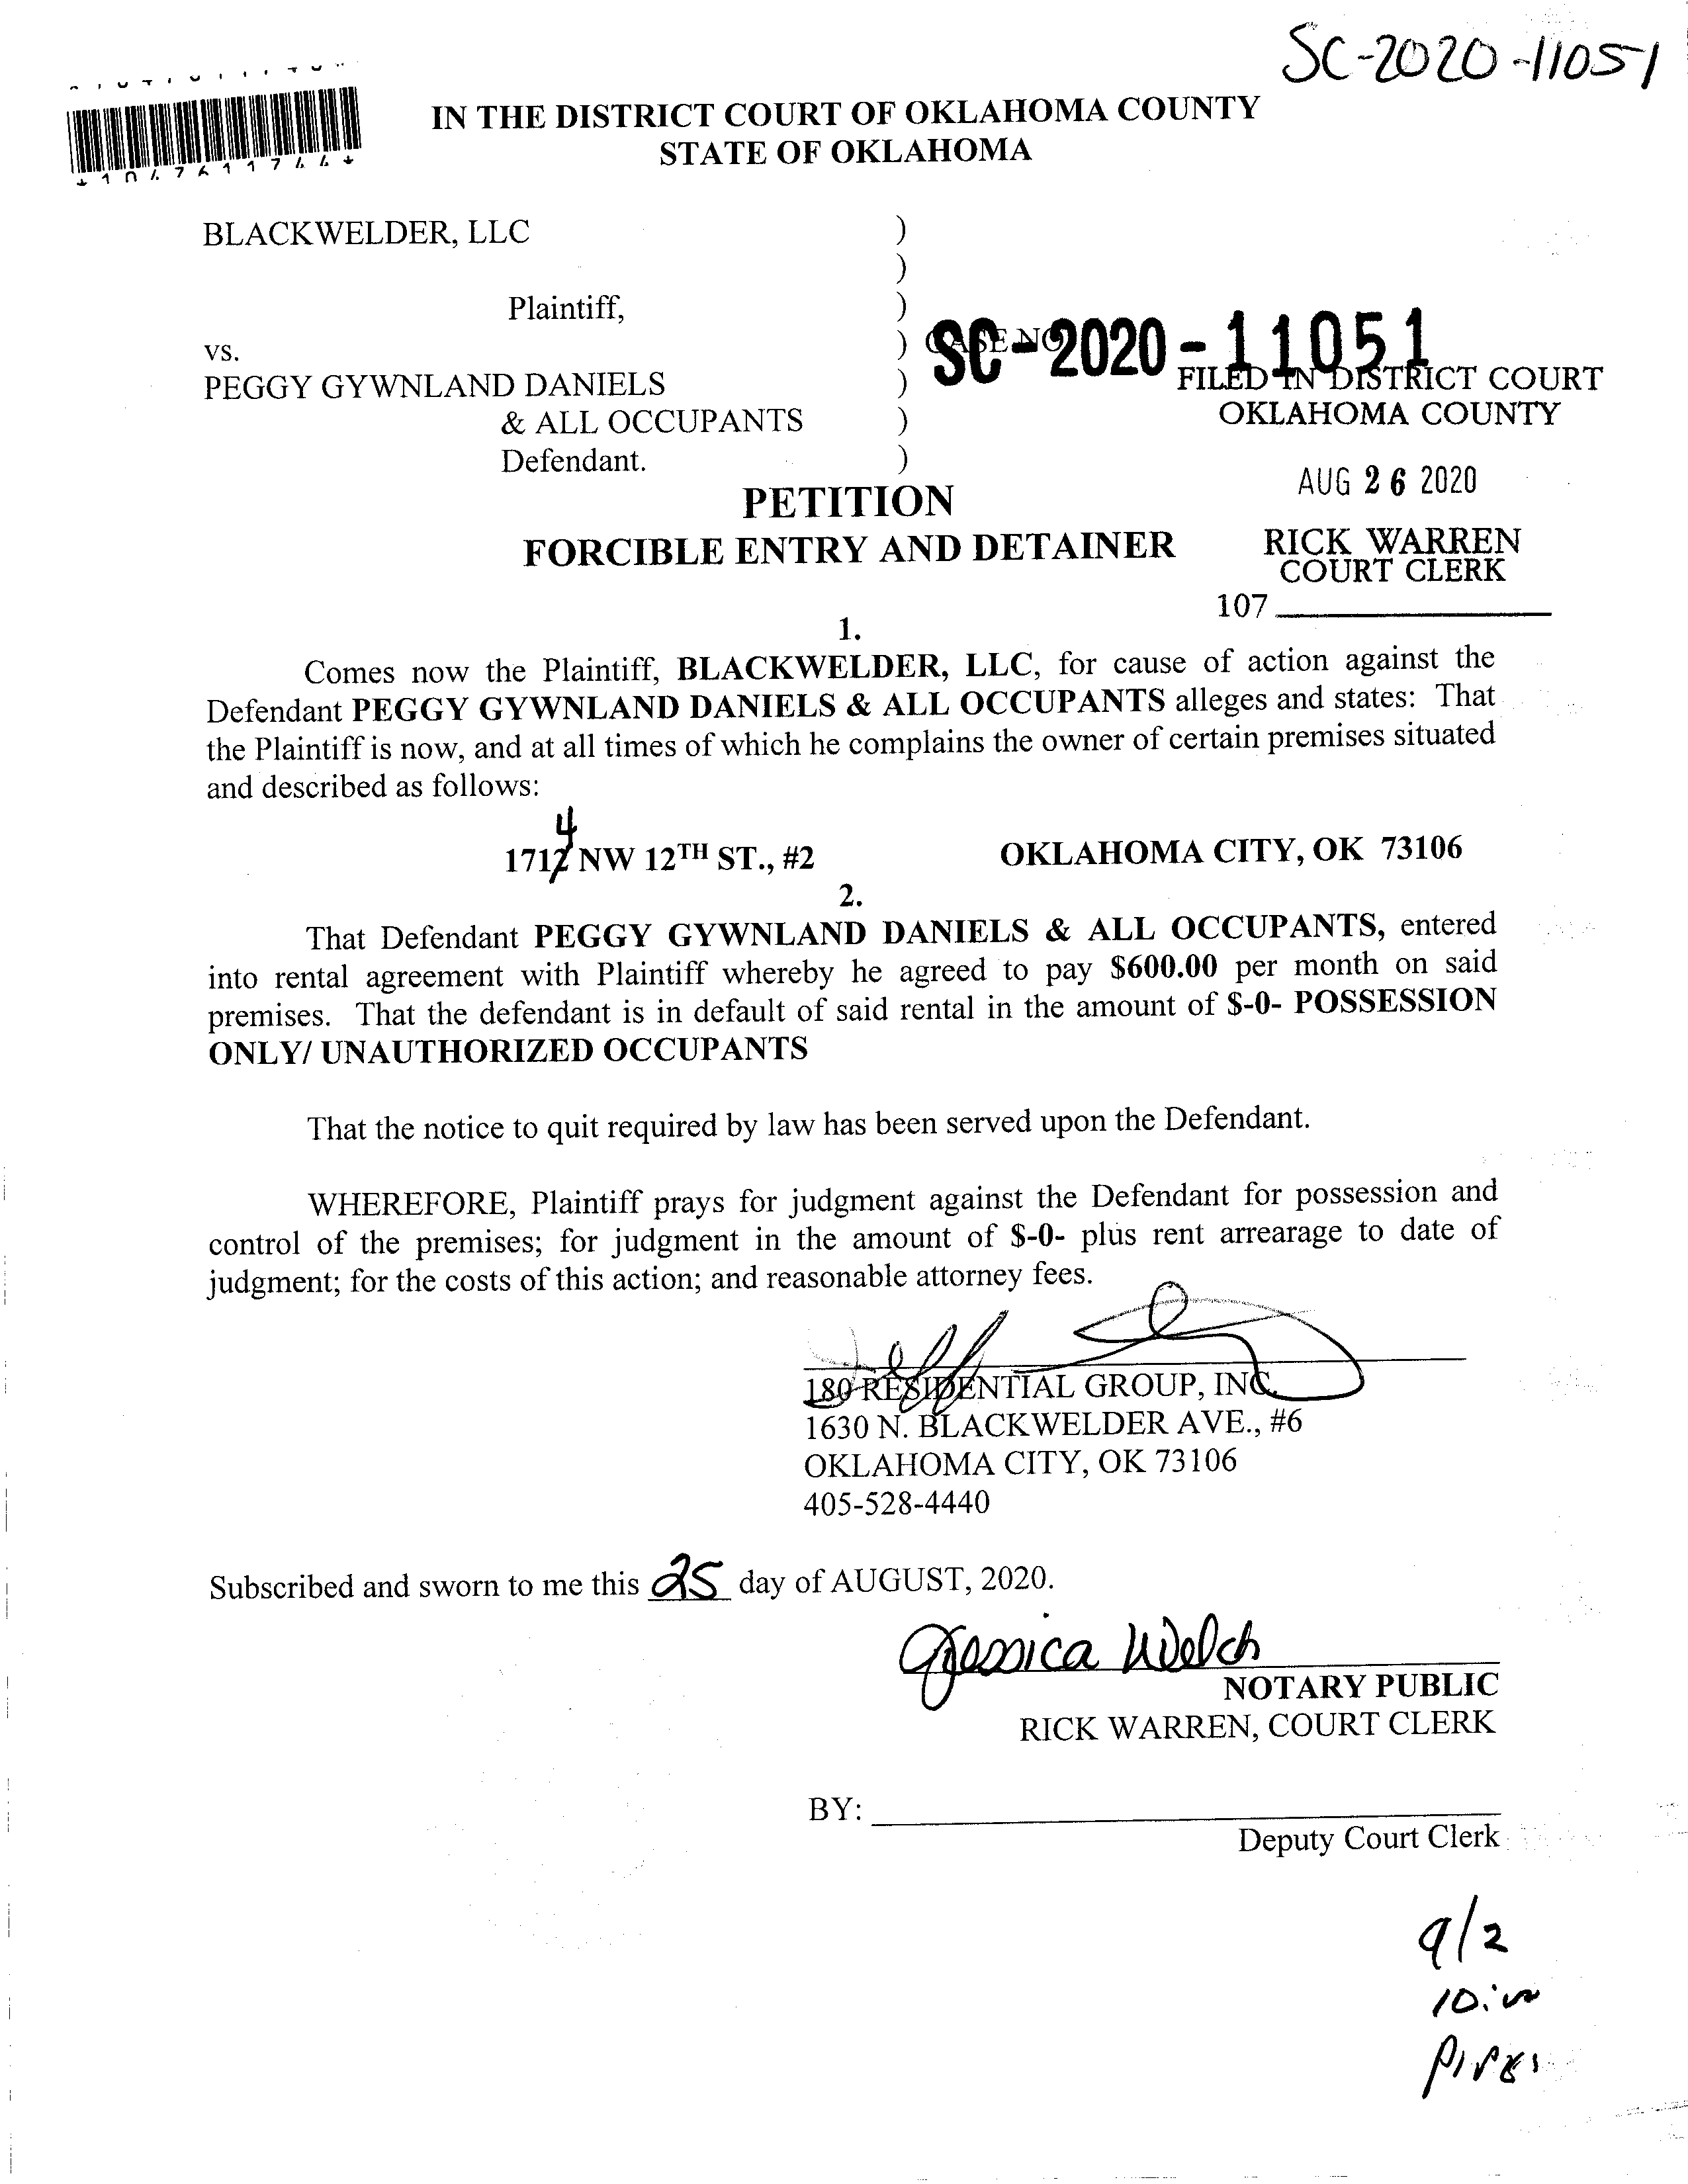 SC-2020-11051
IN THE DISTRICT COURT OF OKLAHOMA COUNTY
STATE OF OKLAHOMA
BLACKWELDER, LLC )
)
Plaintiff, )
vs. ) CASE NO
SC-2020-11051
PEGGY GYWNLAND DANIELS )
& ALL OCCUPANTS )
Defendant. )
FILED IN DISTRICT COURT
OKLAHOMA COUNTY
AUG 26 2020
RICK WARREN
COURT CLERK
107
PETITION
FORCIBLE ENTRY AND DETAINER
1.
Comes now the Plaintiff, BLACKWELDER, LLC, for cause of action against the
Defendant PEGGY GYWNLAND DANIELS & ALL OCCUPANTS alleges and states: That
the Plaintiff is now, and at all times of which he complains the owner of certain premises situated
and described as follows:
4
1712 NW 12TH ST., #2 OKLAHOMA CITY, OK 73106
2.
That Defendant PEGGY GYWNLAND DANIELS & ALL OCCUPANTS, entered
into rental agreement with Plaintiff whereby he agreed to pay $600.00 per month on said
premises. That the defendant is in default of said rental in the amount of $-0- POSSESSION
ONLY/ UNAUTHORIZED OCCUPANTS
That the notice to quit required by law has been served upon the Defendant.
WHEREFORE, Plaintiff prays for judgment against the Defendant for possession and
control of the premises; for judgment in the amount of $-0- plus rent arrearage to date of
judgment; for the costs of this action; and reasonable attorney fees.
180 RESIDENTIAL GROUP, INC.
1630 N. BLACKWELDER AVE., #6
OKLAHOMA CITY, OK 73106
405-528-4440
Subscribed and sworn to me this 25 day of AUGUST, 2020.
Jessica Welch
NOTARY PUBLIC
RICK WARREN, COURT CLERK
BY:
Deputy Court Clerk
9/2